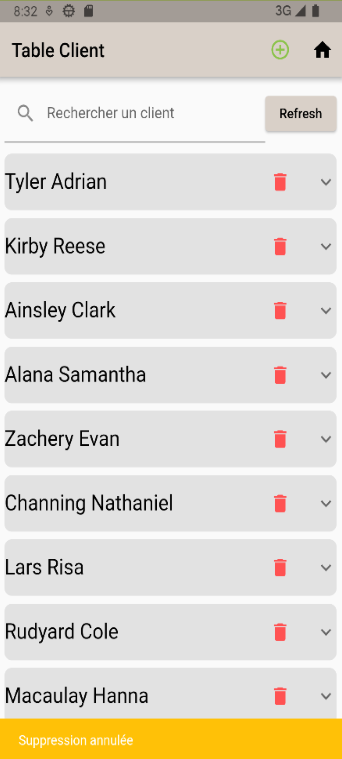 8:32 3G
Table Client
Rechercher un client Refresh
Tyler Adrian
Kirby Reese
Ainsley Clark
Alana Samantha
Zachery Evan
Channing Nathaniel
Lars Risa
Rudyard Cole
Macaulay Hanna
Suppression annulée